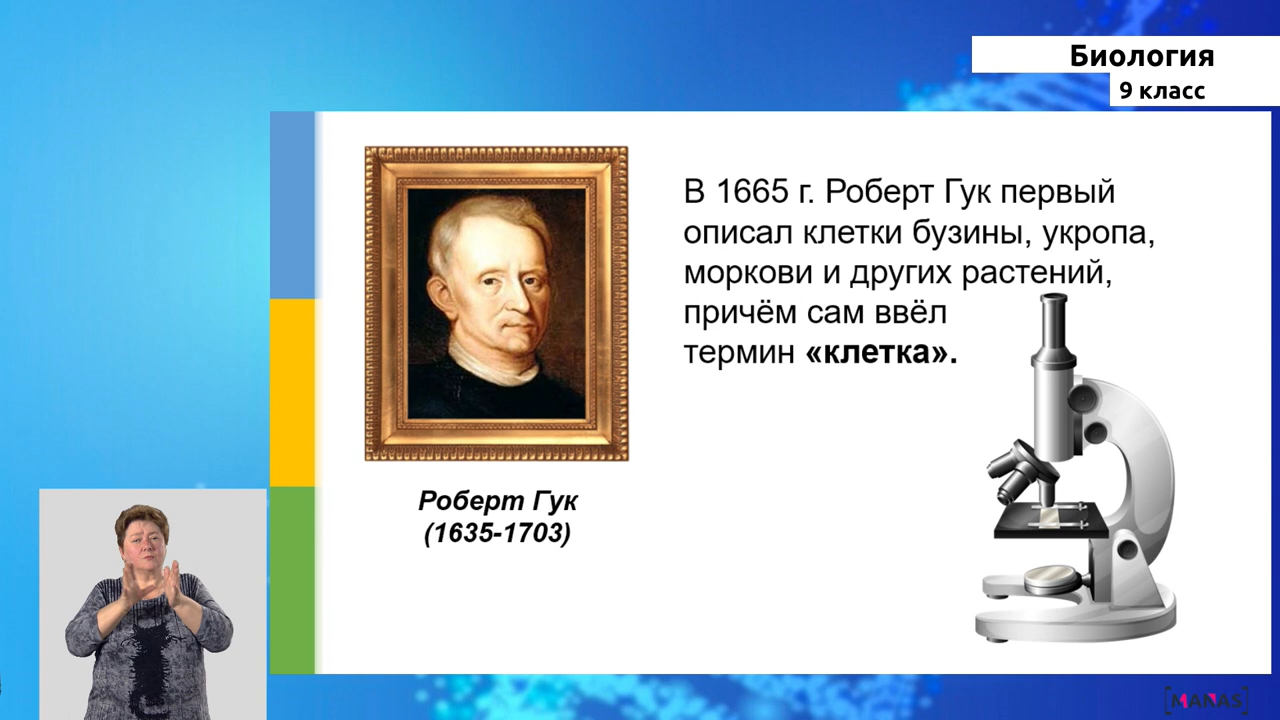 Биология
9 класс
В 1665 г. Роберт Гук первый
описал клетки бузины, укропа,
моркови и других растений,
причём сам ввёл
термин «клетка».
Роберт Гук
(1635-1703)
MANAS